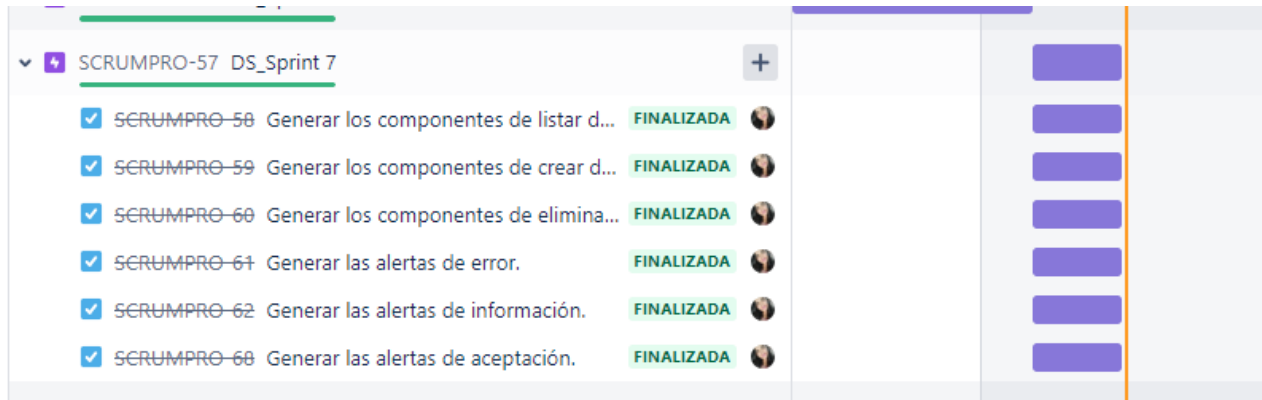 SCRUMPRO-57 DS_Sprint 7
SCRUMPRO-58 Generar los componentes de listar d... FINALIZADA
SCRUMPRO-59 Generar los componentes de crear d... FINALIZADA
SCRUMPRO-60 Generar los componentes de elimina... FINALIZADA
SCRUMPRO-61 Generar las alertas de error. FINALIZADA
SCRUMPRO-62 Generar las alertas de información. FINALIZADA
SCRUMPRO-68 Generar las alertas de aceptación. FINALIZADA